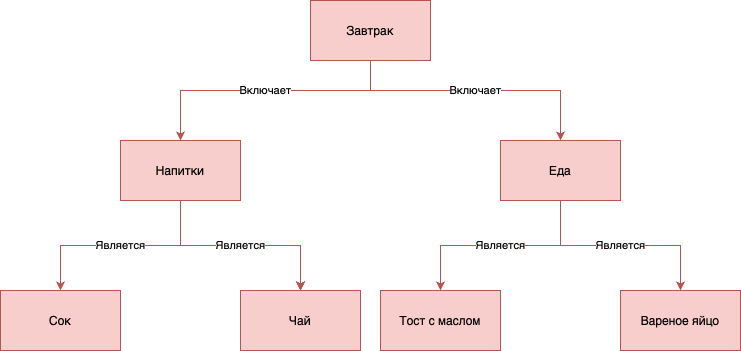 Завтрак
Включает
Включает
Напитки
Еда
Является
Является
Является
Является
Сок
Чай
Тост с маслом
Вареное яйцо